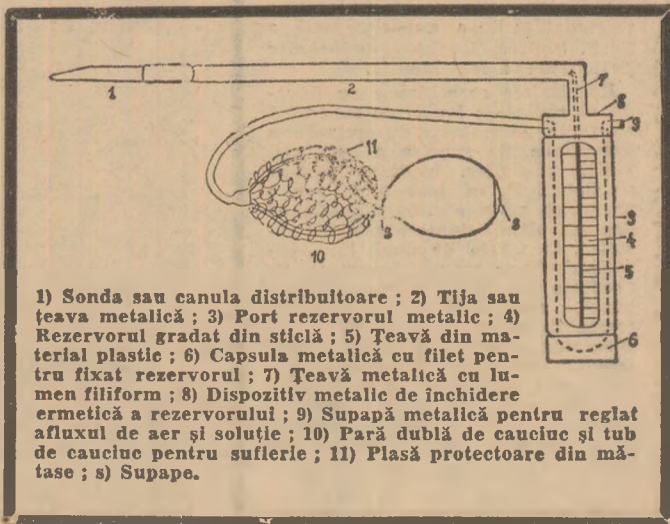 1
2
7
8
9
11
10
s
s
3
4
5
6
1) Sonda sau canula distribuitoare ; 2) Tija sau
țeava metalică ; 3) Port rezervorul metalic ; 4)
Rezervorul gradat din sticlă ; 5) Țeavă din ma-
terial plastic ; 6) Capsula metalică cu filet pen-
tru fixat rezervorul ; 7) Țeavă metalică cu lu-
men filiform ; 8) Dispozitiv metalic de închidere
ermetică a rezervorului ; 9) Supapă metalică pentru reglat
afluxul de aer și soluție ; 10) Pară dublă de cauciuc și tub
de cauciuc pentru suflerie ; 11) Plasă protectoare din mă-
tase ; s) Supape.